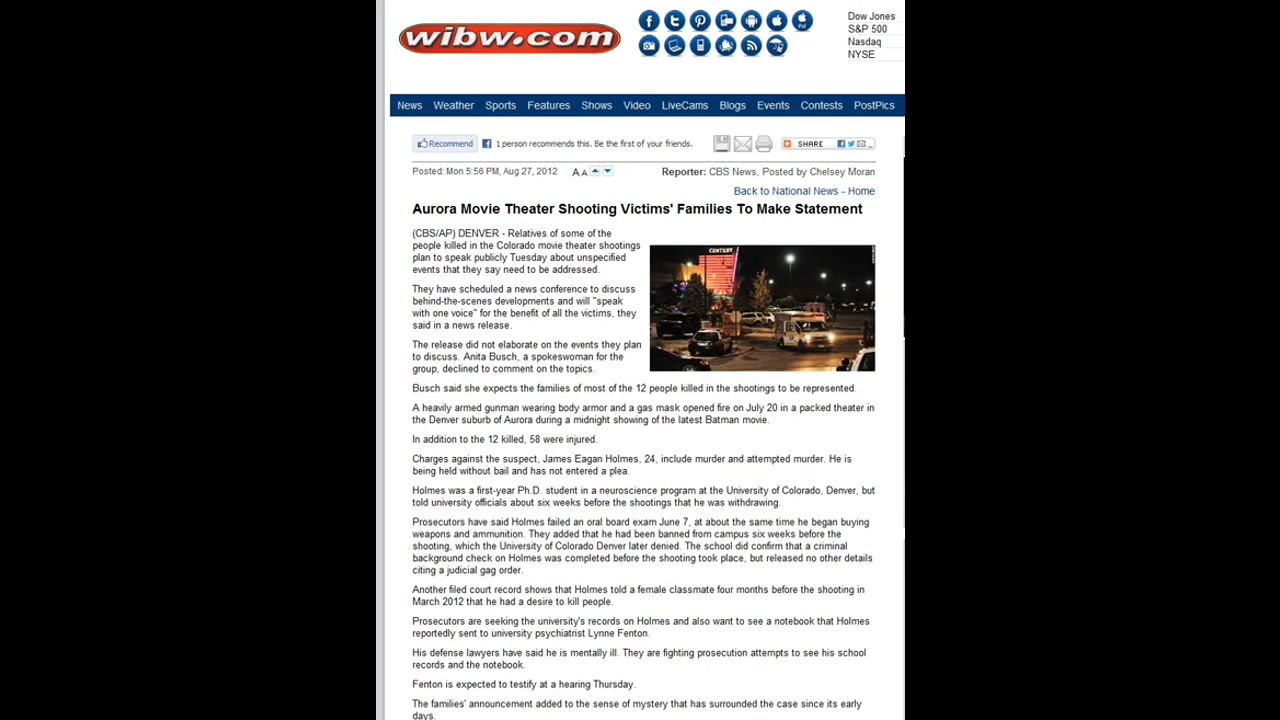 wibw.com
Dow Jones
S&P 500
Nasdaq
NYSE
News Weather Sports Features Shows Video LiveCams Blogs Events Contests PostPics
Recommend 1 person recommends this. Be the first of your friends. SHARE
Posted: Mon 5:56 PM, Aug 27, 2012 A A Reporter: CBS News, Posted by Chelsey Moran
Back to National News - Home
Aurora Movie Theater Shooting Victims' Families To Make Statement
(CBS/AP) DENVER - Relatives of some of the
people killed in the Colorado movie theater shootings
plan to speak publicly Tuesday about unspecified
events that they say need to be addressed.
They have scheduled a news conference to discuss
behind-the-scenes developments and will "speak
with one voice" for the benefit of all the victims, they
said in a news release.
The release did not elaborate on the events they plan
to discuss. Anita Busch, a spokeswoman for the
group, declined to comment on the topics.
CENTURY
Busch said she expects the families of most of the 12 people killed in the shootings to be represented.
A heavily armed gunman wearing body armor and a gas mask opened fire on July 20 in a packed theater in
the Denver suburb of Aurora during a midnight showing of the latest Batman movie.
In addition to the 12 killed, 58 were injured.
Charges against the suspect, James Eagan Holmes, 24, include murder and attempted murder. He is
being held without bail and has not entered a plea.
Holmes was a first-year Ph.D. student in a neuroscience program at the University of Colorado, Denver, but
told university officials about six weeks before the shootings that he was withdrawing.
Prosecutors have said Holmes failed an oral board exam June 7, at about the same time he began buying
weapons and ammunition. They added that he had been banned from campus six weeks before the
shooting, which the University of Colorado Denver later denied. The school did confirm that a criminal
background check on Holmes was completed before the shooting took place, but released no other details
citing a judicial gag order.
Another filed court record shows that Holmes told a female classmate four months before the shooting in
March 2012 that he had a desire to kill people.
Prosecutors are seeking the university's records on Holmes and also want to see a notebook that Holmes
reportedly sent to university psychiatrist Lynne Fenton.
His defense lawyers have said he is mentally ill. They are fighting prosecution attempts to see his school
records and the notebook.
Fenton is expected to testify at a hearing Thursday.
The families' announcement added to the sense of mystery that has surrounded the case since its early
days.